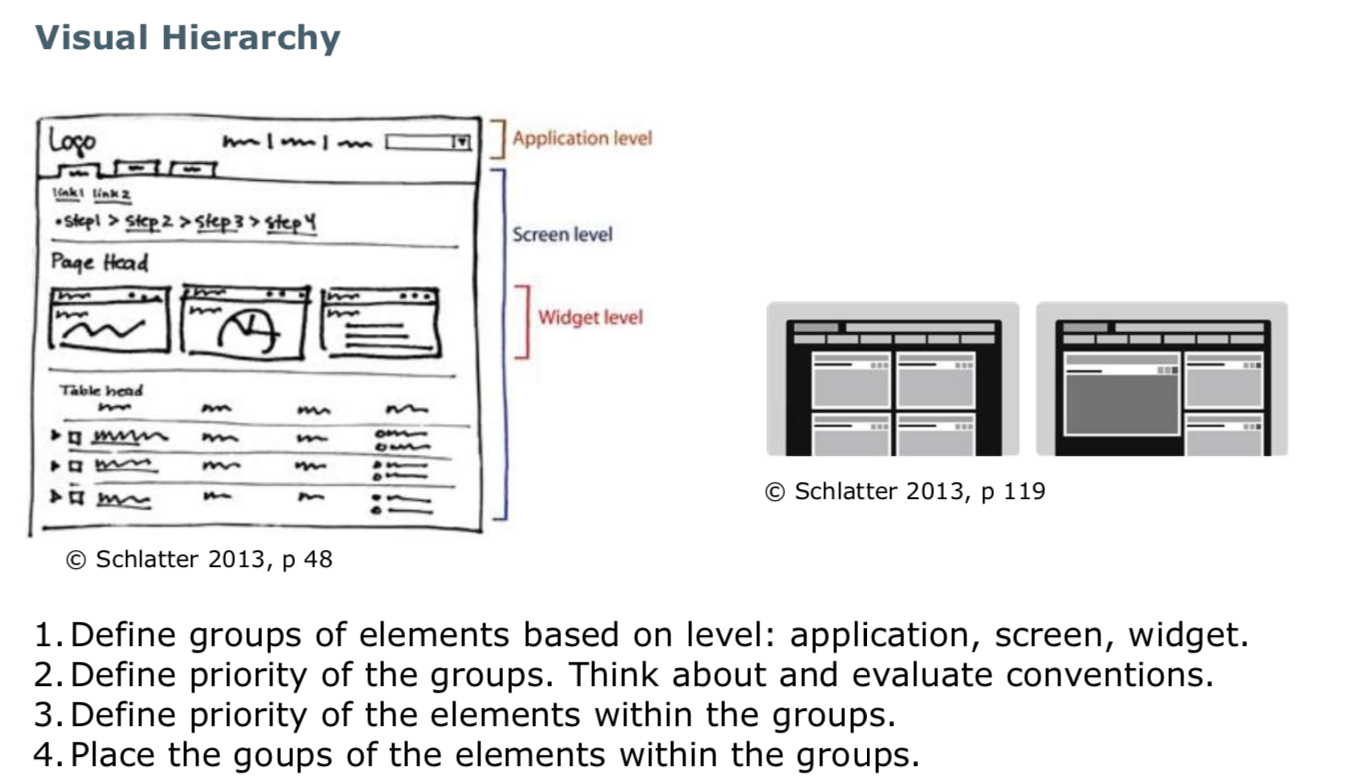 Visual Hierarchy
Logo
Application level
link1 link2
•step1 > step2 > step3 > step4
Screen level
Page Head
Widget level
Table head
© Schlatter 2013, p 119
© Schlatter 2013, p 48
1. Define groups of elements based on level: application, screen, widget.
2. Define priority of the groups. Think about and evaluate conventions.
3. Define priority of the elements within the groups.
4. Place the goups of the elements within the groups.